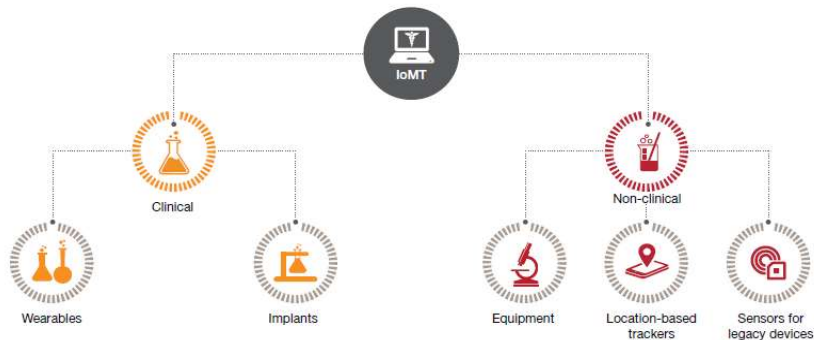 IoMT
Clinical
Non-clinical
Wearables
Implants
Equipment
Location-based
trackers
Sensors for
legacy devices